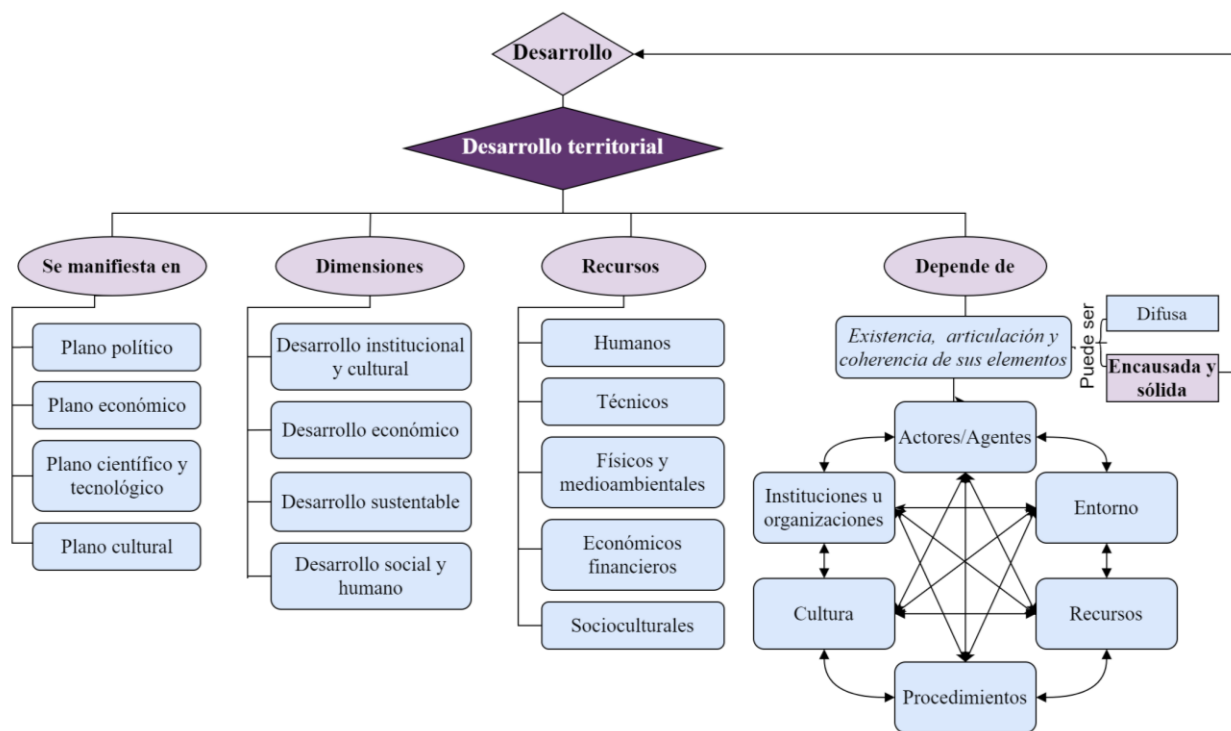 Desarrollo
Desarrollo territorial
Se manifiesta en
Plano político
Plano económico
Plano científico y
tecnológico
Plano cultural
Dimensiones
Desarrollo institucional
y cultural
Desarrollo económico
Desarrollo sustentable
Desarrollo social y
humano
Recursos
Humanos
Técnicos
Físicos y
medioambientales
Económicos
financieros
Socioculturales
Depende de
Existencia, articulación y
coherencia de sus elementos
Puede ser
Difusa
Encausada y
sólida
Actores/Agentes
Instituciones u
organizaciones
Entorno
Cultura
Recursos
Procedimientos